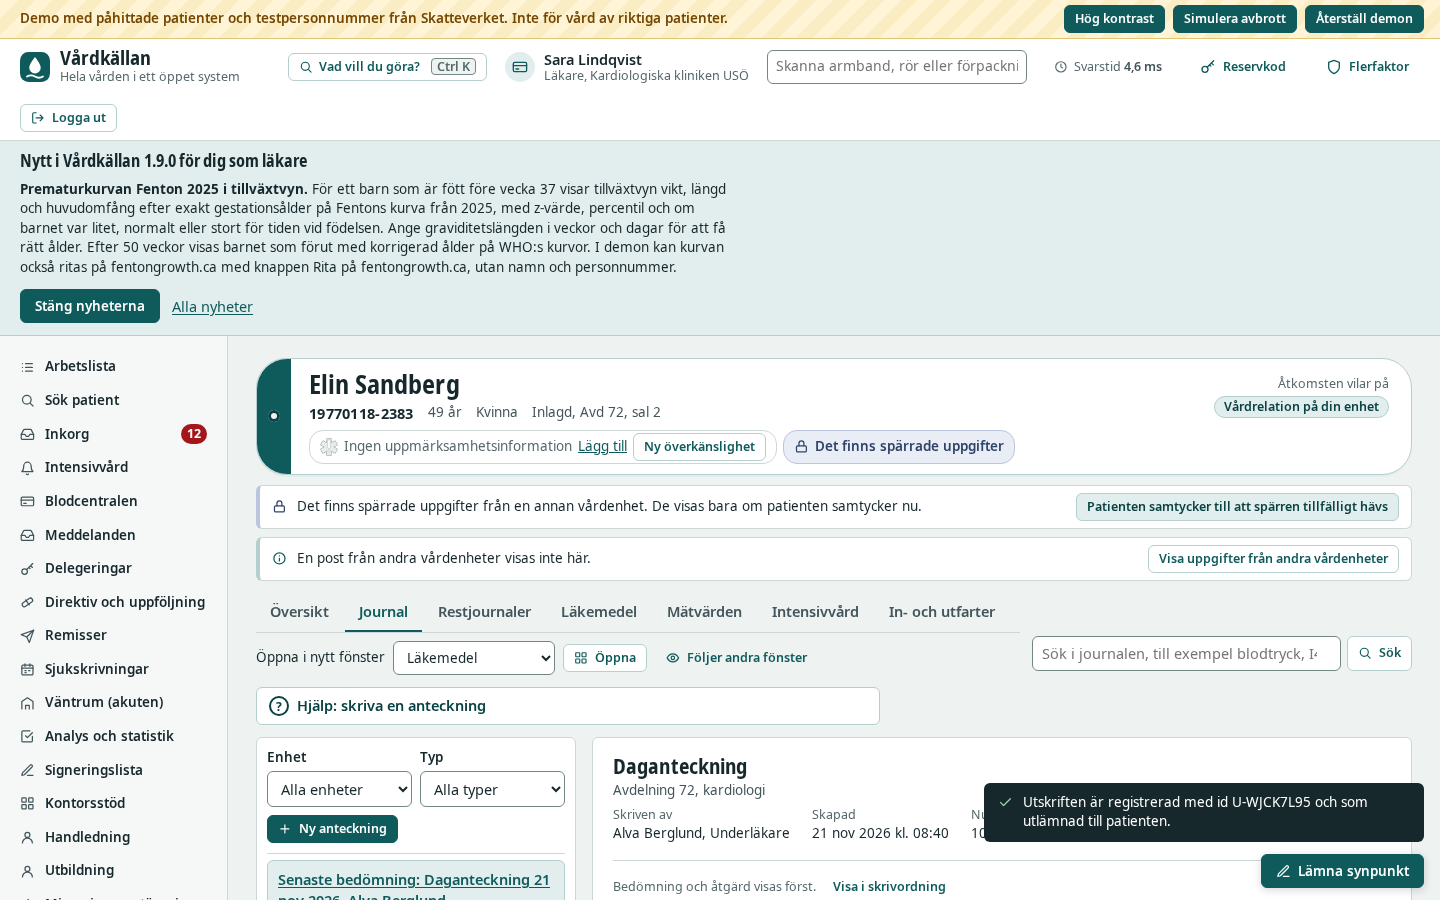 Demo med påhittade patienter och testpersonnummer från Skatteverket. Inte för vård av riktiga patienter.
Hög kontrast
Simulera avbrott
Återställ demon
Vårdkällan
Hela vården i ett öppet system
Vad vill du göra? Ctrl K
Sara Lindqvist
Läkare, Kardiologiska kliniken USÖ
Skanna armband, rör eller förpackni
Svarstid 4,6 ms
Reservkod
Flerfaktor
Logga ut
Nytt i Vårdkällan 1.9.0 för dig som läkare
Prematurkurvan Fenton 2025 i tillväxtvyn. För ett barn som är fött före vecka 37 visar tillväxtvyn vikt, längd
och huvudomfång efter exakt gestationsålder på Fentons kurva från 2025, med z-värde, percentil och om
barnet var litet, normalt eller stort för tiden vid födelsen. Ange graviditetslängden i veckor och dagar för att få
rätt ålder. Efter 50 veckor visas barnet som förut med korrigerad ålder på WHO:s kurvor. I demon kan kurvan
också ritas på fentongrowth.ca med knappen Rita på fentongrowth.ca, utan namn och personnummer.
Stäng nyheterna
Alla nyheter
Arbetslista
Sök patient
Inkorg 12
Intensivvård
Blodcentralen
Meddelanden
Delegeringar
Direktiv och uppföljning
Remisser
Sjukskrivningar
Väntrum (akuten)
Analys och statistik
Signeringslista
Kontorsstöd
Handledning
Utbildning
Elin Sandberg
19770118-2383 49 år Kvinna Inlagd, Avd 72, sal 2
Ingen uppmärksamhetsinformation Lägg till Ny överkänslighet
Det finns spärrade uppgifter
Åtkomsten vilar på
Vårdrelation på din enhet
Det finns spärrade uppgifter från en annan vårdenhet. De visas bara om patienten samtycker nu.
Patienten samtycker till att spärren tillfälligt hävs
En post från andra vårdenheter visas inte här.
Visa uppgifter från andra vårdenheter
Översikt Journal Restjournaler Läkemedel Mätvärden Intensivvård In- och utfarter
Öppna i nytt fönster Läkemedel Öppna Följer andra fönster
Sök i journalen, till exempel blodtryck, I4
Sök
? Hjälp: skriva en anteckning
Enhet Typ
Alla enheter Alla typer
Ny anteckning
Senaste bedömning: Daganteckning 21
nov 2026, Alva Berglund
Daganteckning
Avdelning 72, kardiologi
Skriven av
Alva Berglund, Underläkare
Skapad
21 nov 2026 kl. 08:40
Bedömning och åtgärd visas först. Visa i skrivordning
Utskriften är registrerad med id U-WJCK7L95 och som
utlämnad till patienten.
Lämna synpunkt